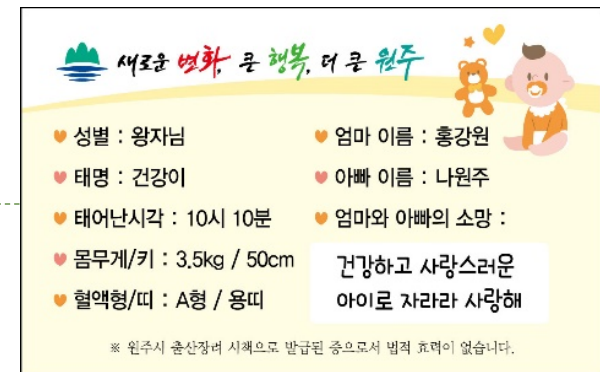 새로운 변화, 큰 행복, 더 큰 원주
성별 : 왕자님
태명 : 건강이
태어난시각 : 10시 10분
몸무게/키 : 3.5kg / 50cm
혈액형/띠 : A형 / 용띠
엄마 이름 : 홍강원
아빠 이름 : 나원주
엄마와 아빠의 소망 :
건강하고 사랑스러운
아이로 자라라 사랑해
※ 원주시 출산장려 시책으로 발급된 증으로서 법적 효력이 없습니다.